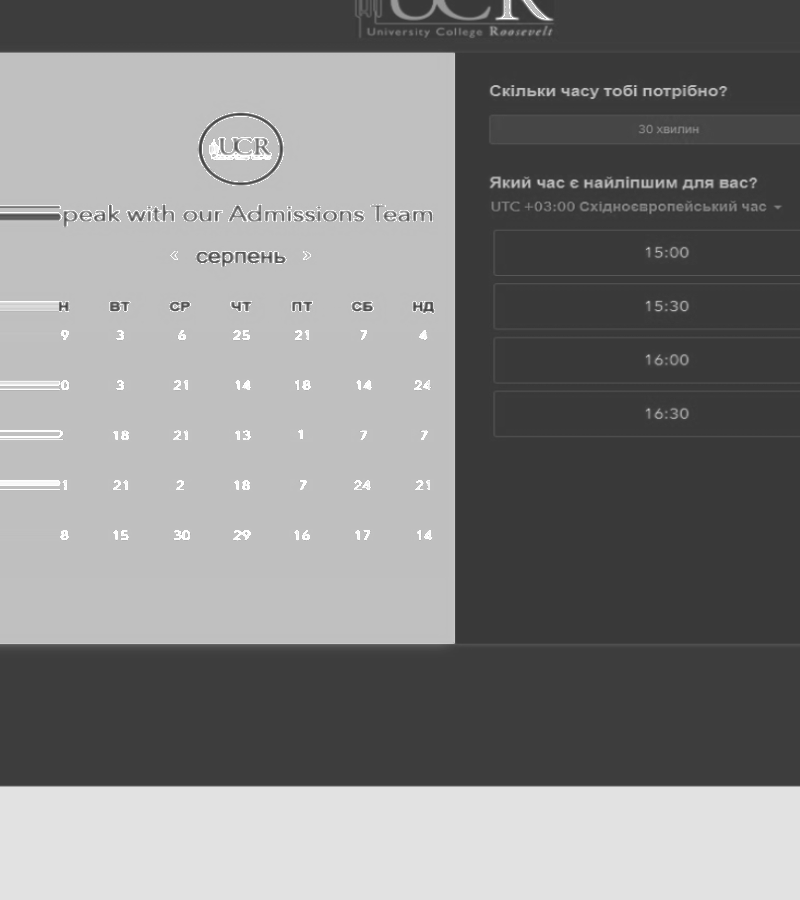 UCR
University College Roosevelt
UCR
peak with our Admissions Team
серпень
Н ВТ СР ЧТ ПТ СБ НД
9 3 6 25 21 7 4
0 3 21 14 18 14 24
2 18 21 13 1 7 7
1 21 2 18 7 24 21
8 15 30 29 16 17 14
Скільки часу тобі потрібно?
30 хвилин
Який час є найліпшим для вас?
UTC +03:00 Східноєвропейський час
15:00
15:30
16:00
16:30